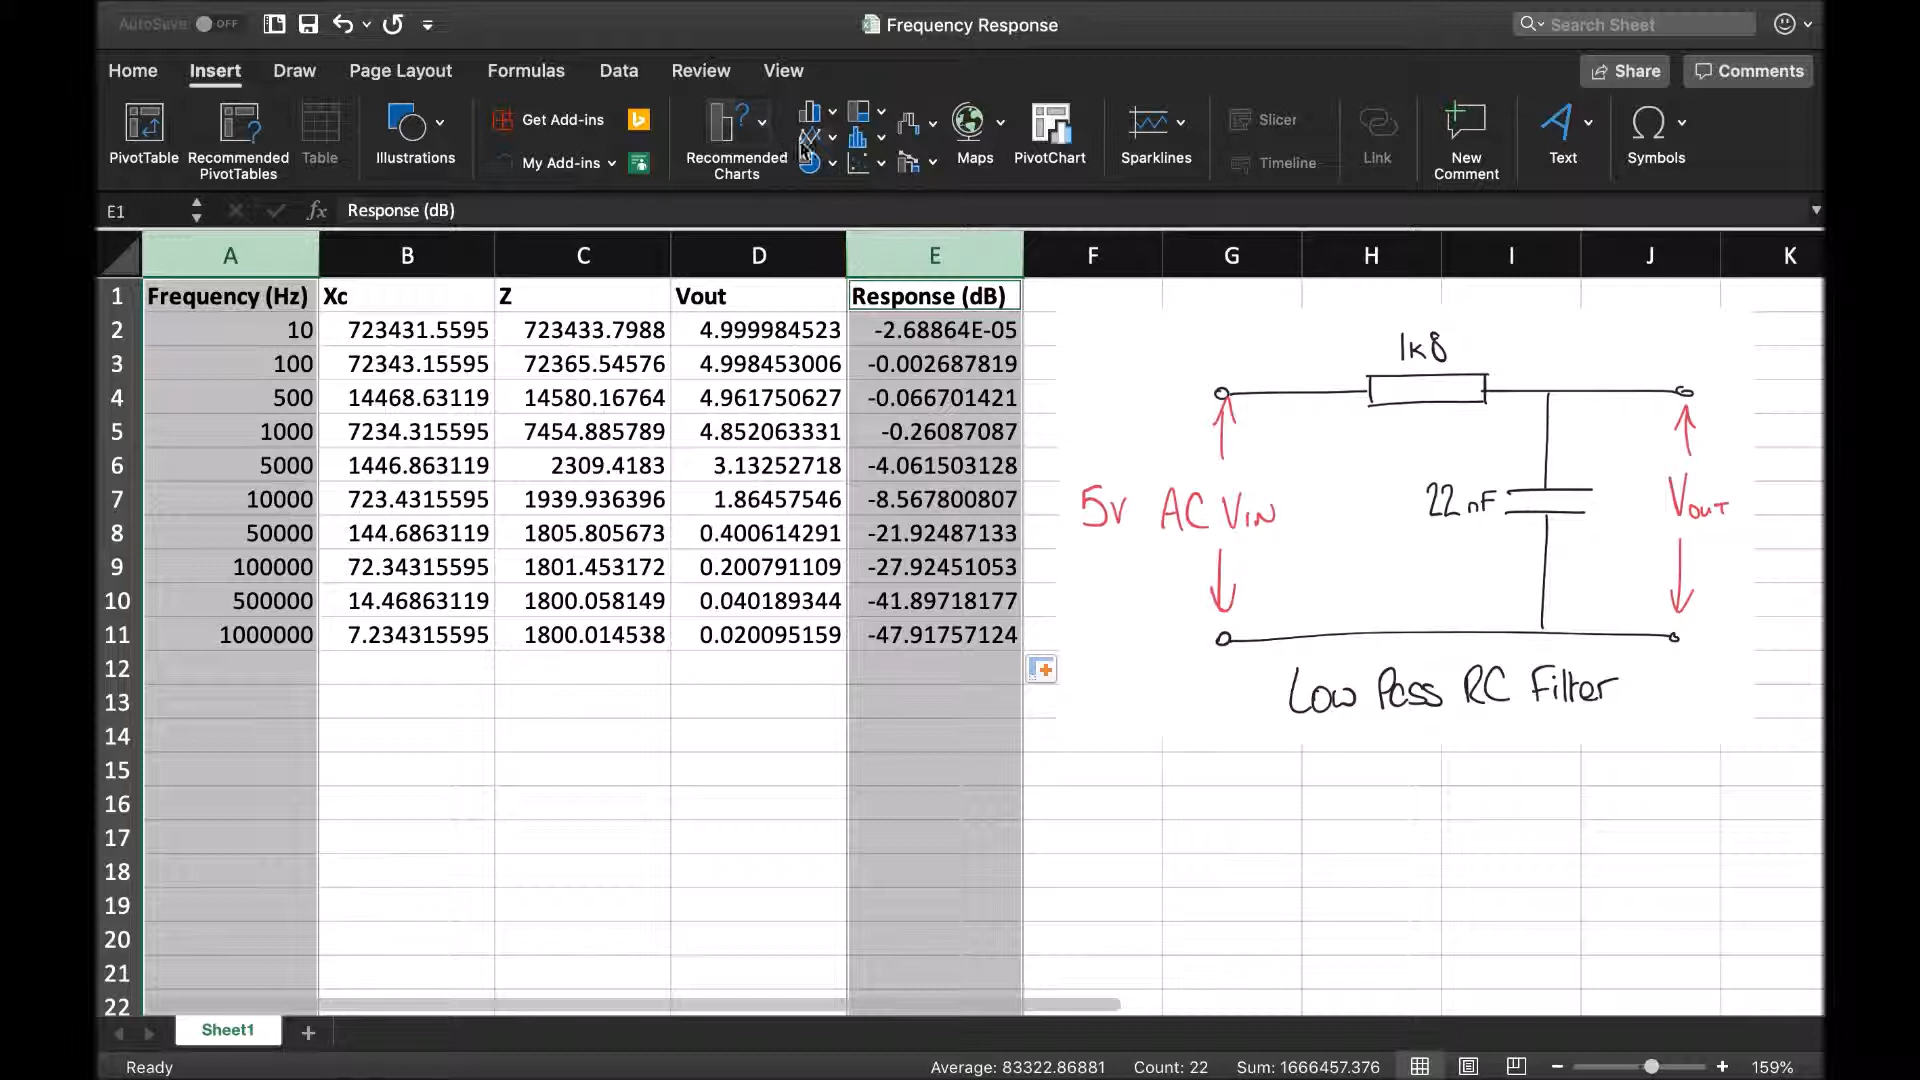 AutoSave OFF
Frequency Response
Search Sheet
Home Insert Draw Page Layout Formulas Data Review View
Share Comments
PivotTable
Recommended PivotTables
Table
Illustrations
Get Add-ins
My Add-ins
Recommended Charts
Maps
PivotChart
Sparklines
Slicer
Timeline
Link
New Comment
Text
Symbols
E1 fx Response (dB)
A B C D E F G H I J K
1 Frequency (Hz) Xc Z Vout Response (dB)
2 10 723431.5595 723433.7988 4.999984523 -2.68864E-05
3 100 72343.15595 72365.54576 4.998453006 -0.002687819
4 500 14468.63119 14580.16764 4.961750627 -0.066701421
5 1000 7234.315595 7454.885789 4.852063331 -0.26087087
6 5000 1446.863119 2309.4183 3.13252718 -4.061503128
7 10000 723.4315595 1939.936396 1.86457546 -8.567800807
8 50000 144.6863119 1805.805673 0.400614291 -21.92487133
9 100000 72.34315595 1801.453172 0.200791109 -27.92451053
10 500000 14.46863119 1800.058149 0.040189344 -41.89718177
11 1000000 7.234315595 1800.014538 0.020095159 -47.91757124
12
13
14
15
16
17
18
19
20
21
22
1k8
5v AC VIN
22nF
VOUT
Low Pass RC Filter
Sheet1
Ready
Average: 83322.86881 Count: 22 Sum: 1666457.376
159%